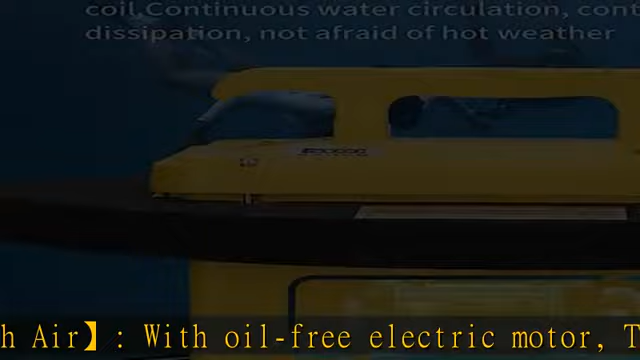 coil Continuous water circulation, cont
dissipation, not afraid of hot weather
h Air】: With oil-free electric motor, T